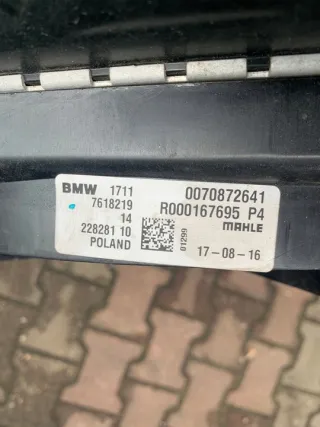 BMW 1711
7618219
14
228281 10
POLAND
01299
0070872641
R000167695 P4
MAHLE
17-08-16